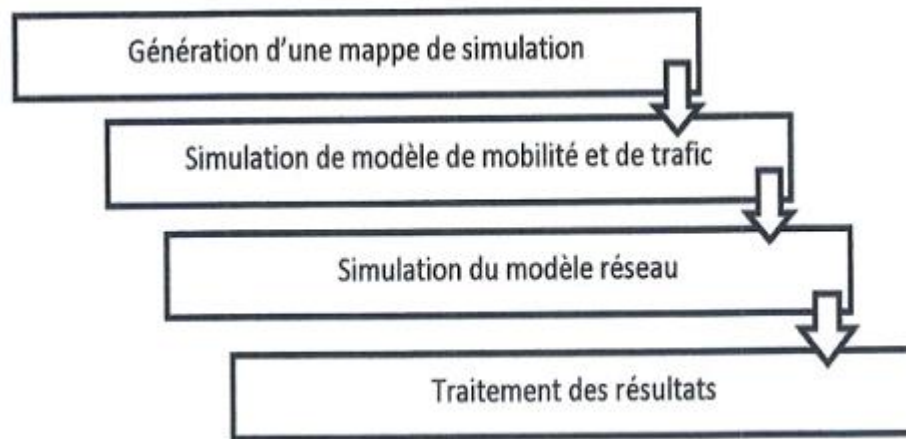 Génération d'une mappe de simulation
Simulation de modèle de mobilité et de trafic
Simulation du modèle réseau
Traitement des résultats